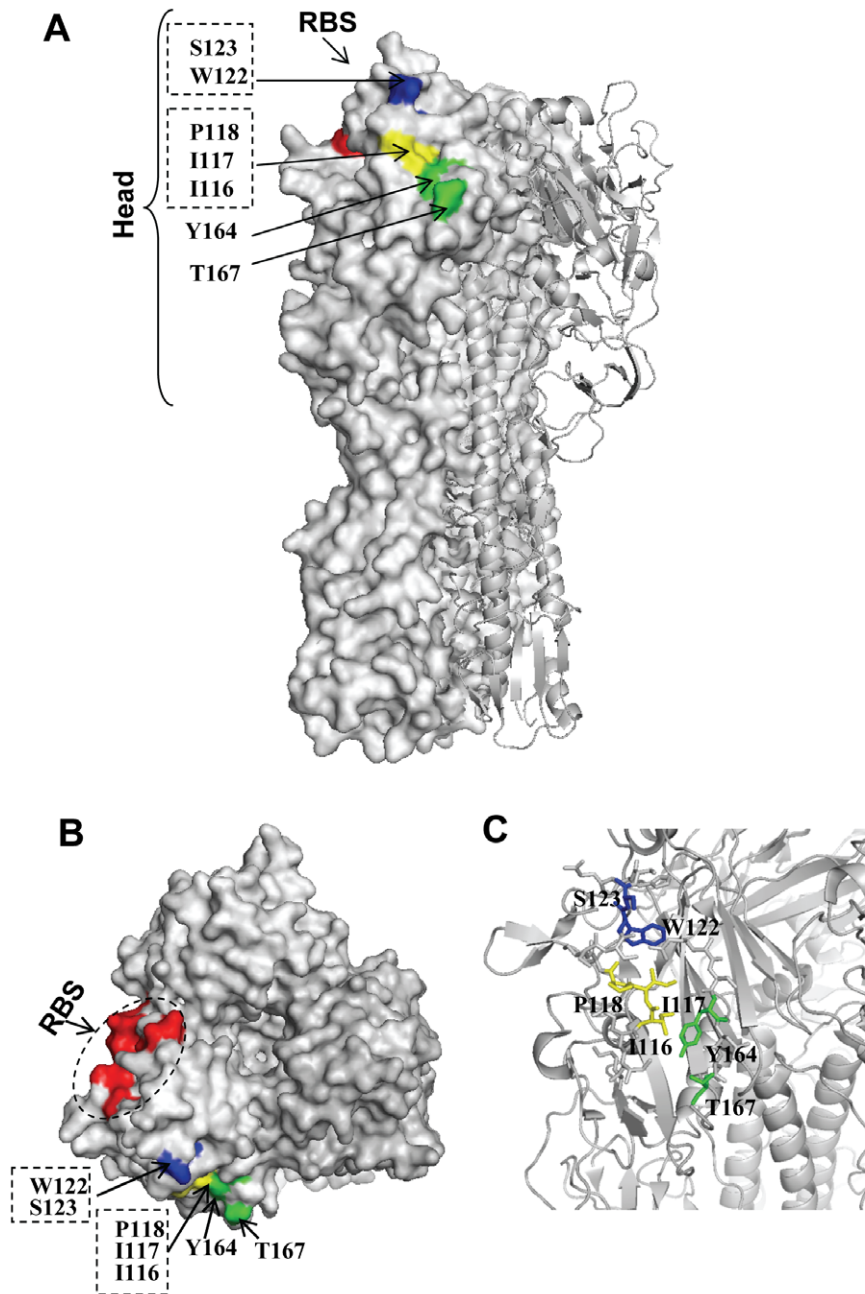 A
RBS
S123
W122
P118
I117
I116
Y164
T167
Head
B
RBS
W122
S123
P118
I117
I116
Y164
T167
C
S123
W122
P118
I117
I116
Y164
T167